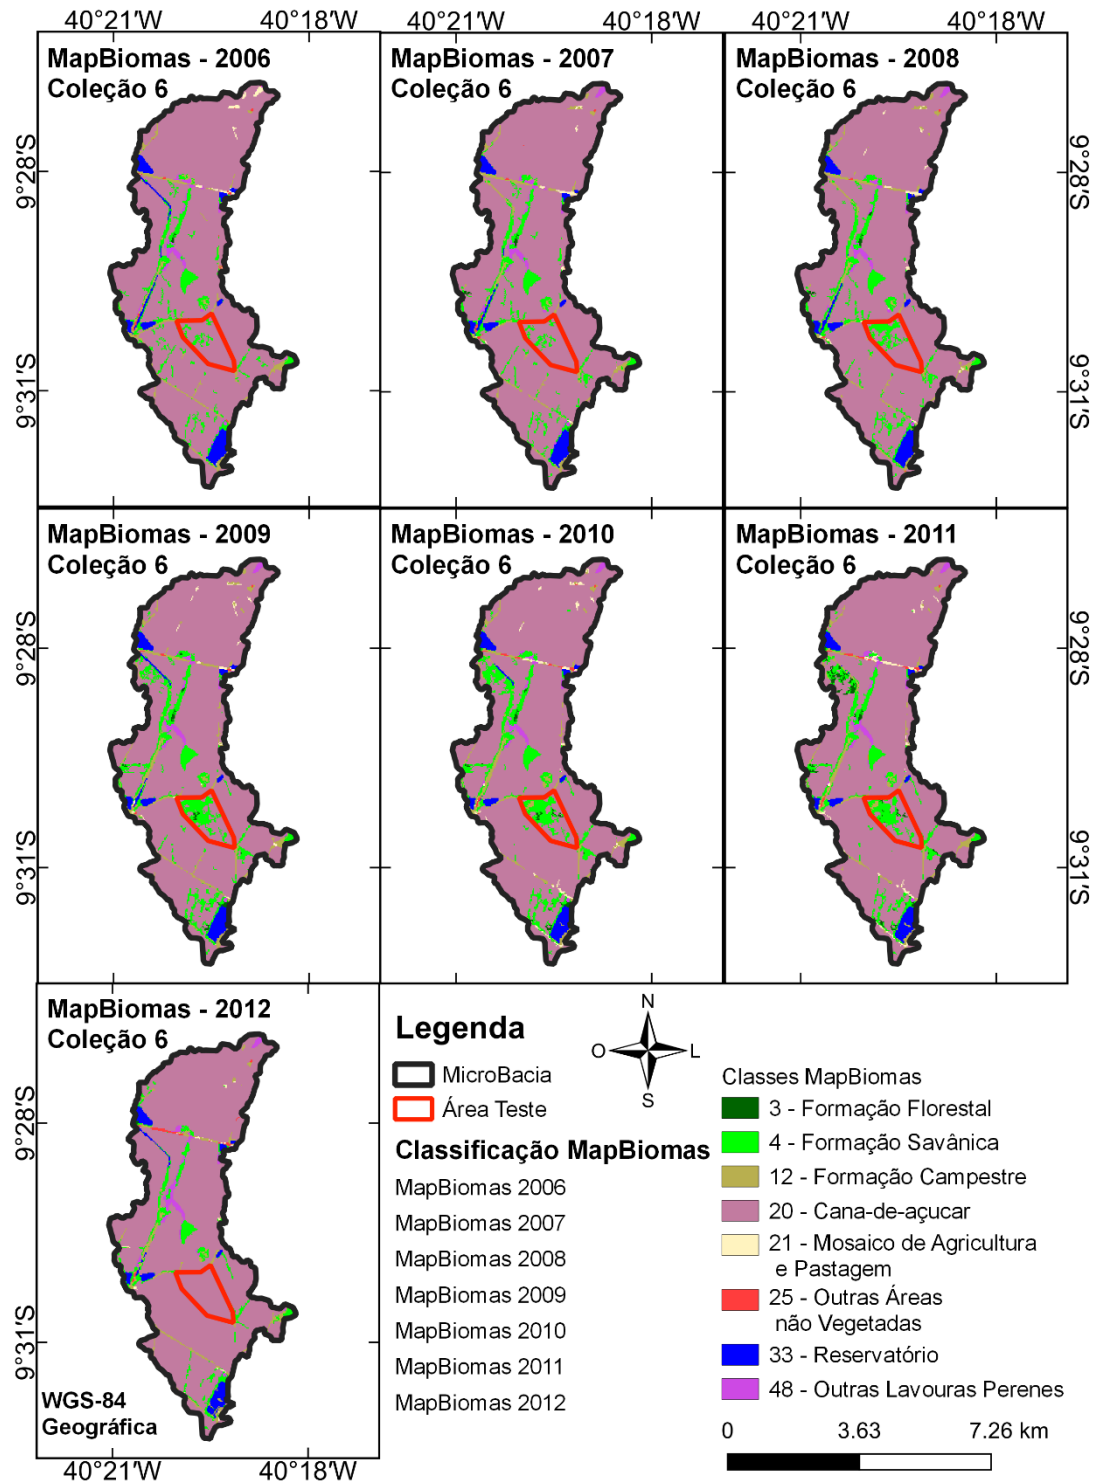 40°21'W
40°18'W
40°21'W
40°18'W
40°21'W
40°18'W
MapBiomas - 2006
Coleção 6
MapBiomas - 2007
Coleção 6
MapBiomas - 2008
Coleção 6
9°28'S
9°28'S
9°31'S
9°31'S
MapBiomas - 2009
Coleção 6
MapBiomas - 2010
Coleção 6
MapBiomas - 2011
Coleção 6
9°28'S
9°28'S
9°31'S
9°31'S
MapBiomas - 2012
Coleção 6
9°28'S
9°31'S
WGS-84
Geográfica
40°21'W
40°18'W
Legenda
MicroBacia
Área Teste
N
O
L
S
Classificação MapBiomas
MapBiomas 2006
MapBiomas 2007
MapBiomas 2008
MapBiomas 2009
MapBiomas 2010
MapBiomas 2011
MapBiomas 2012
Classes MapBiomas
3 - Formação Florestal
4 - Formação Savânica
12 - Formação Campestre
20 - Cana-de-açucar
21 - Mosaico de Agricultura
e Pastagem
25 - Outras Áreas
não Vegetadas
33 - Reservatório
48 - Outras Lavouras Perenes
0
3.63
7.26 km